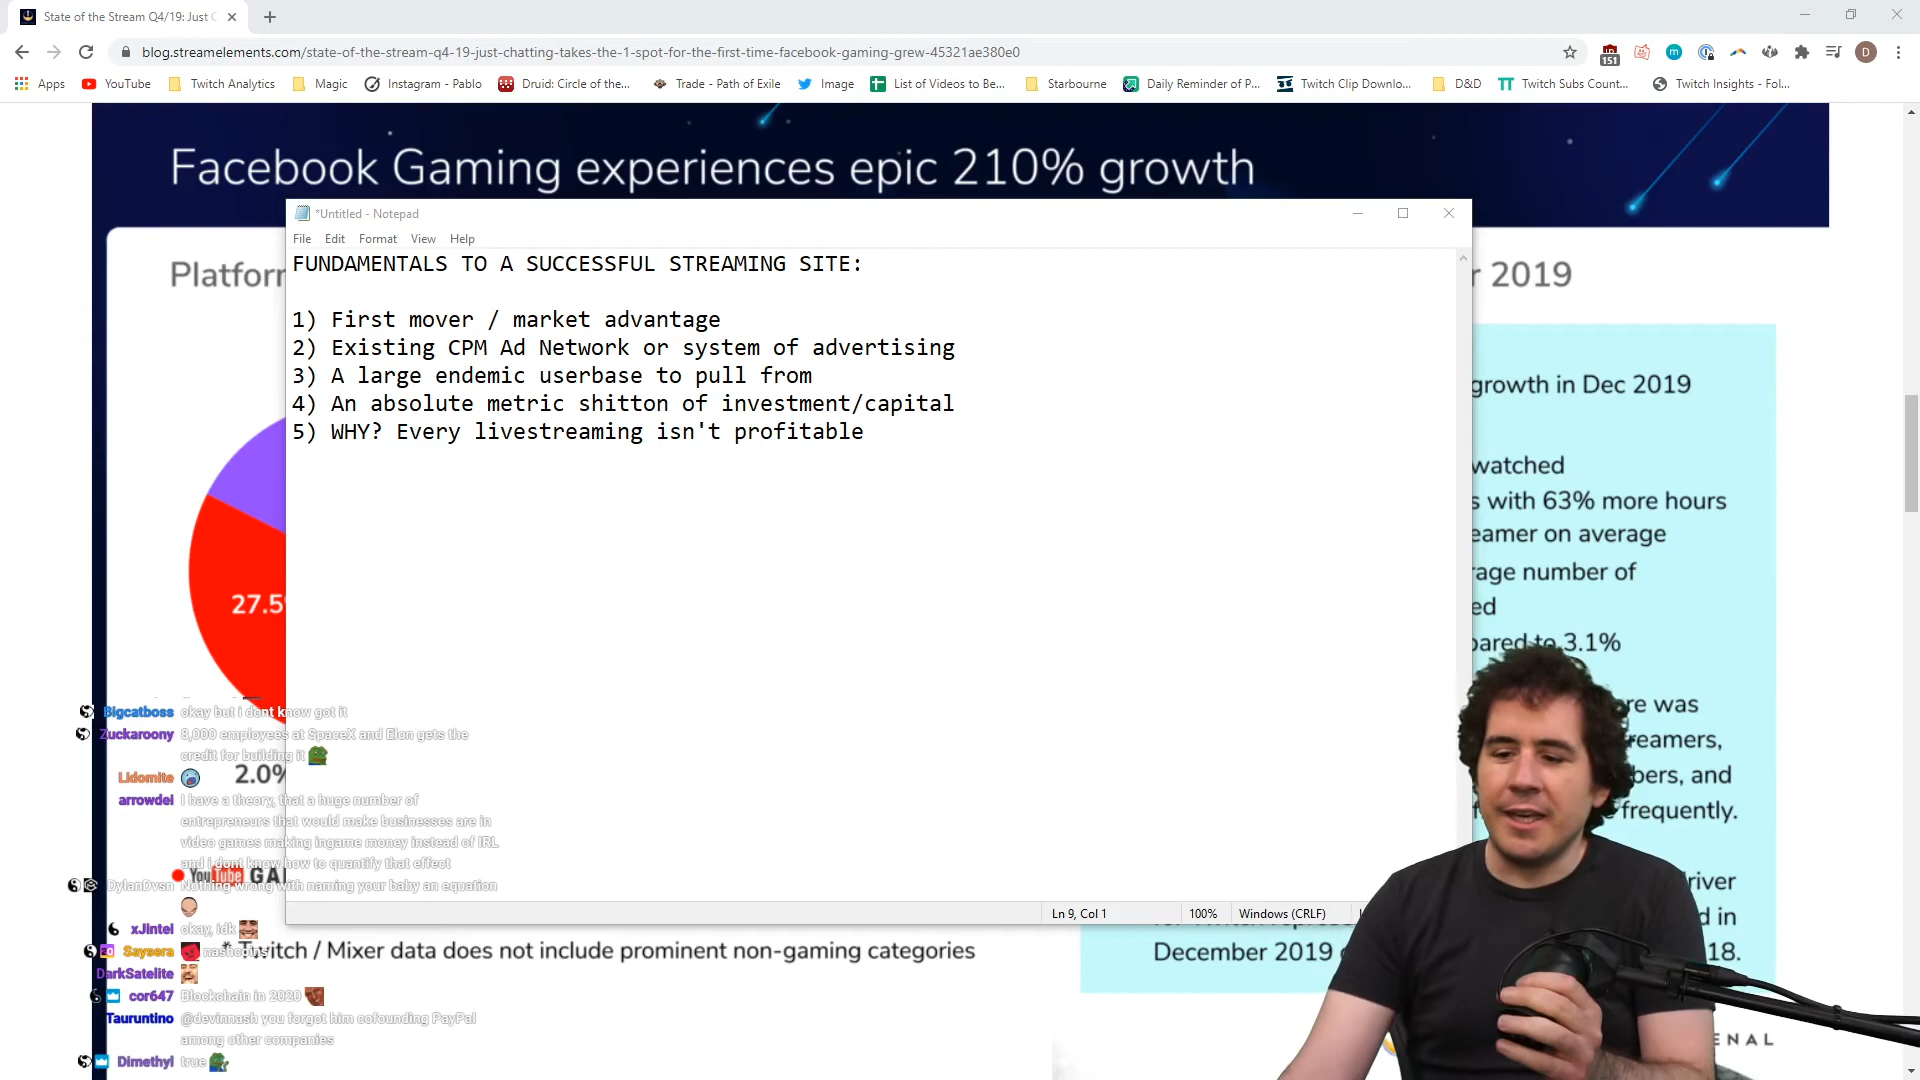 State of the Stream Q4/19: Just C
blog.streamelements.com/state-of-the-stream-q4-19-just-chatting-takes-the-1-spot-for-the-first-time-facebook-gaming-grew-45321ae380e0
151
D
Apps YouTube Twitch Analytics Magic Instagram - Pablo Druid: Circle of the... Trade - Path of Exile Image List of Videos to Be... Starbourne Daily Reminder of P... Twitch Clip Downlo... D&D Twitch Subs Count... Twitch Insights - Fol...
Facebook Gaming experiences epic 210% growth
*Untitled - Notepad
File Edit Format View Help
FUNDAMENTALS TO A SUCCESSFUL STREAMING SITE:
1) First mover / market advantage
2) Existing CPM Ad Network or system of advertising
3) A large endemic userbase to pull from
4) An absolute metric shitton of investment/capital
5) WHY? Every livestreaming isn't profitable
Ln 9, Col 1 100% Windows (CRLF)
Platfor
2019
growth in Dec 2019
watched
s with 63% more hours
eamer on average
rage number of
ed
pared to 3.1%
re was
reamers,
bers, and
frequently.
river
d in
December 2019 18.
27.5
2.0%
YouTube GA
* Twitch / Mixer data does not include prominent non-gaming categories
ENAL
Bigcatboss okay but i dont know got it
Zuckaroony 8,000 employees at SpaceX and Elon gets the
credit for building it
Lidomite
arrowdel I have a theory, that a huge number of
entrepreneurs that would make businesses are in
video games making ingame money instead of IRL
and i dont know how to quantify that effect
DylanDvsn Nothing wrong with naming your baby an equation
xJintel okay, idk
Saysera nashcoins
DarkSatelite
cor647 Blockchain in 2020
Tauruntino @devinnash you forgot him cofounding PayPal
among other companies
Dimethyl true